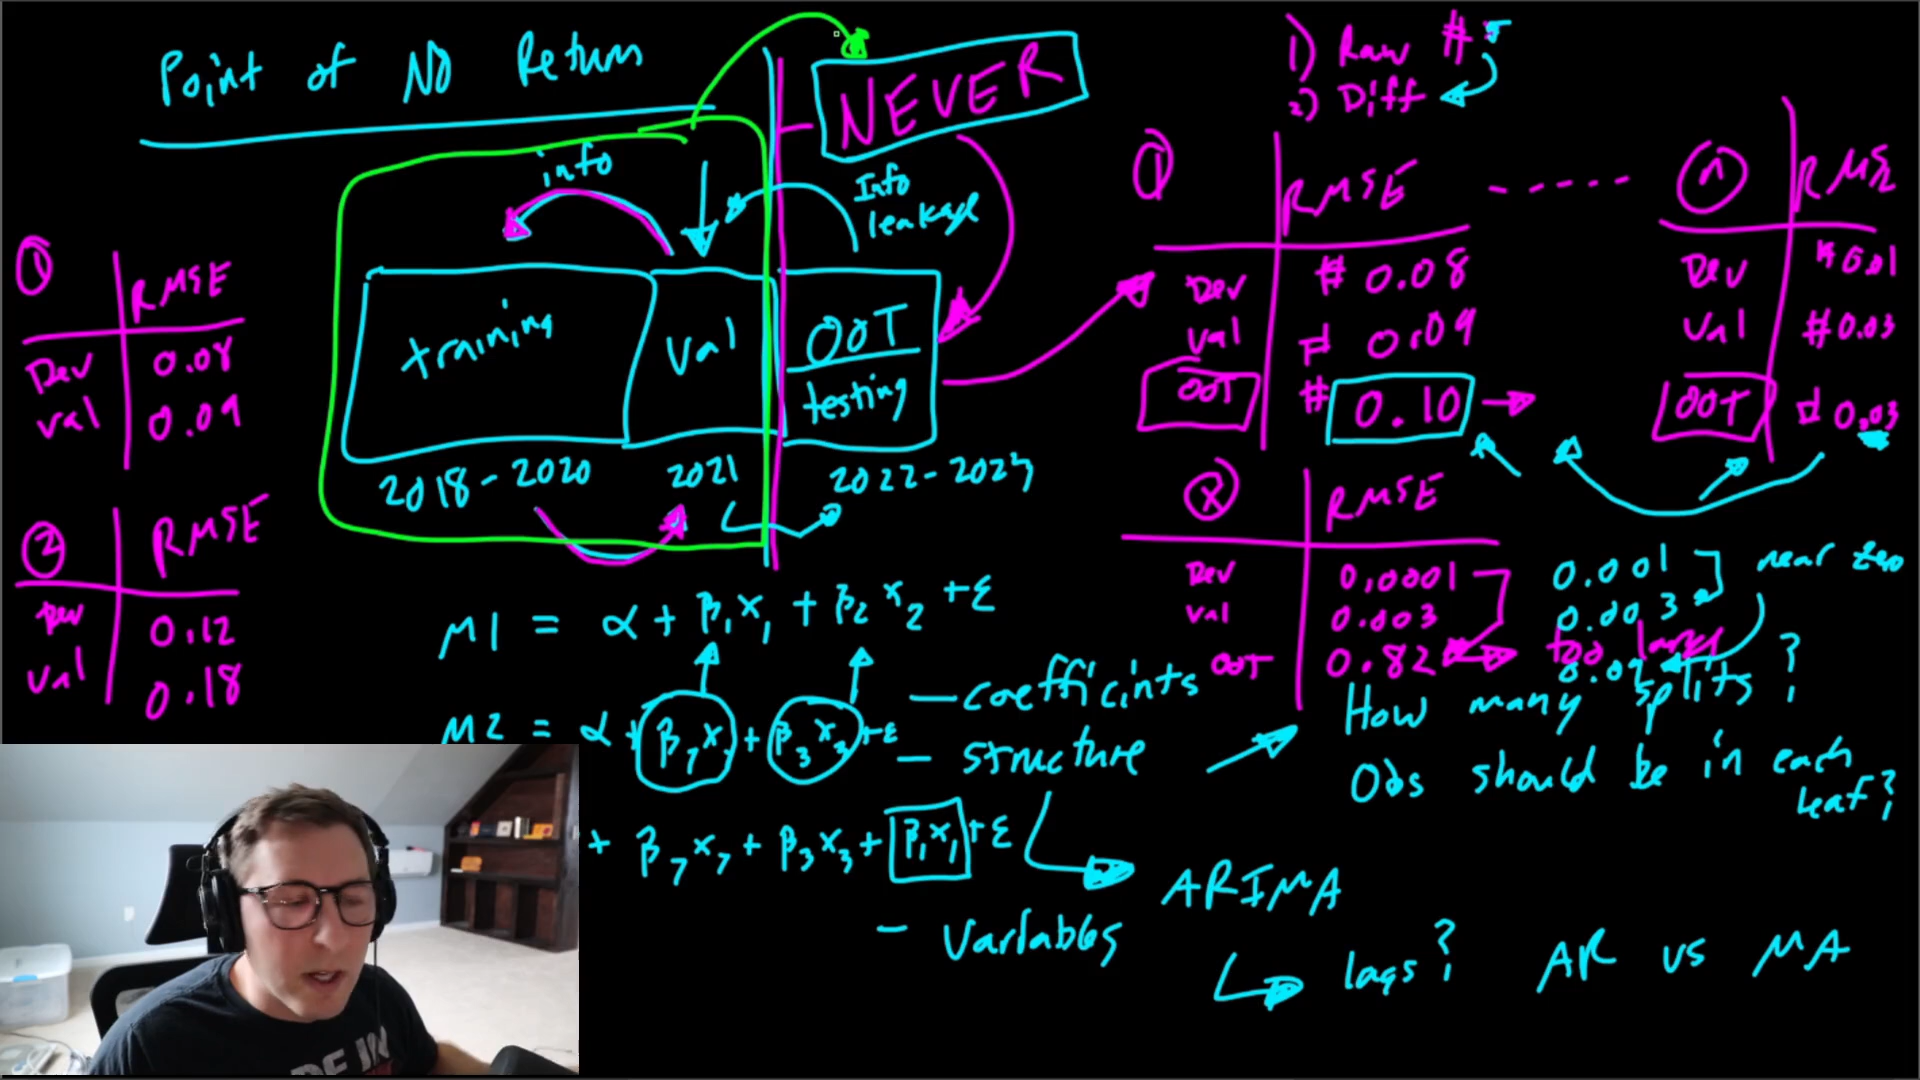 Point of No Return
NEVER
1) Raw #s
2) Diff
info
Info
leakage
training
val
OOT
testing
2018-2020
2021
2022-2023
① RMSE
Dev 0.08
val 0.09
② RMSE
Dev 0.12
val 0.18
① RMSE
Dev # 0.08
val # 0.09
OOT # 0.10
ⓝ
Dev # 0.01
val # 0.03
OOT # 0.03
ⓧ RMSE
Dev 0.0001
val 0.003
OOT 0.82
0.001
0.003
near zero
M1 = α + β₁x₁ + β₂x₂ + ε
M2 = α + β₇x₇ + β₃x₃ + ε
+ β₇x₇ + β₃x₃ + β₁x₁ + ε
- coefficints
- structure
- Variables
How many splits?
Obs should be in each
leaf?
ARIMA
lags? AR vs MA
DE IN